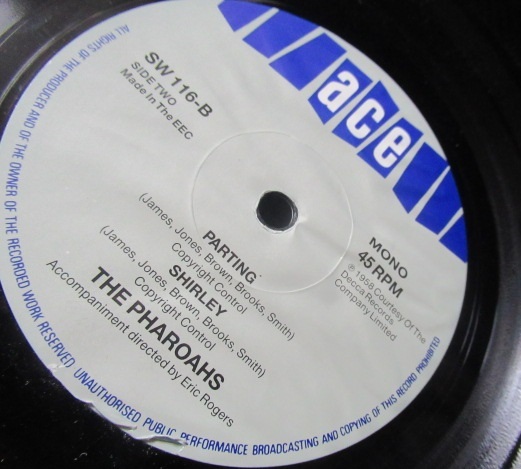 ace
SW 116-B
SIDE TWO
Made In The EEC
MONO
45 RPM
℗ 1958 Courtesy Of The
Decca Records
Company Limited
PARTING
(James, Jones, Brown, Brooks, Smith)
Copyright Control
SHIRLEY
(James, Jones, Brown, Brooks, Smith)
Copyright Control
THE PHAROAHS
Accompaniment directed by Eric Rogers
ALL RIGHTS OF THE PRODUCER AND OF THE OWNER OF THE RECORDED WORK RESERVED UNAUTHORISED PUBLIC PERFORMANCE BROADCASTING AND COPYING OF THIS RECORD PROHIBITED